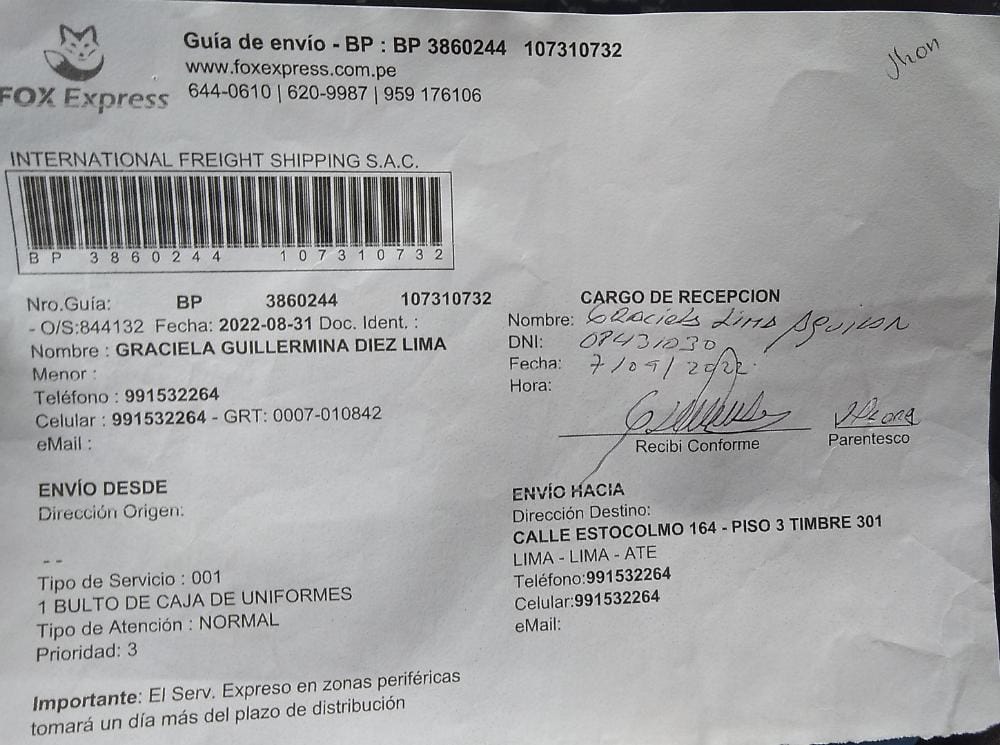 FOX Express
Guía de envío - BP : BP 3860244 107310732
www.foxexpress.com.pe
644-0610 | 620-9987 | 959 176106
Jhon
INTERNATIONAL FREIGHT SHIPPING S.A.C.
BP 3860244 107310732
Nro.Guía: BP 3860244 107310732
- O/S:844132 Fecha: 2022-08-31 Doc. Ident. :
Nombre : GRACIELA GUILLERMINA DIEZ LIMA
Menor :
Teléfono : 991532264
Celular : 991532264 - GRT: 0007-010842
eMail :
CARGO DE RECEPCION
Nombre: Graciela Lima Aguilar
DNI: 08431030
Fecha: 7/09/2022
Hora:
Recibi Conforme
Parentesco
ENVÍO DESDE
Dirección Origen:
- -
Tipo de Servicio : 001
1 BULTO DE CAJA DE UNIFORMES
Tipo de Atención : NORMAL
Prioridad: 3
ENVÍO HACIA
Dirección Destino:
CALLE ESTOCOLMO 164 - PISO 3 TIMBRE 301
LIMA - LIMA - ATE
Teléfono:991532264
Celular:991532264
eMail:
Importante: El Serv. Expreso en zonas periféricas
tomará un día más del plazo de distribución